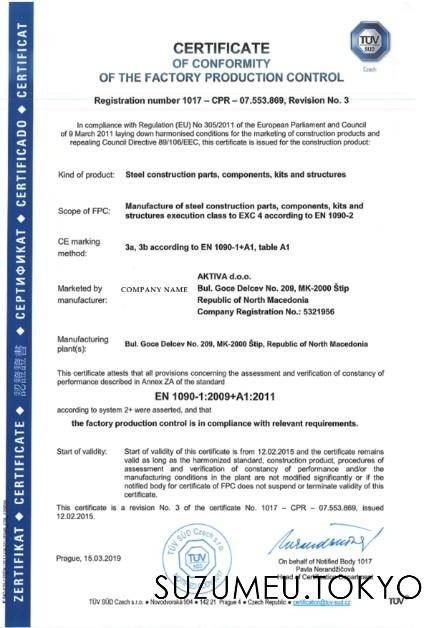 CERTIFICATE
OF CONFORMITY
OF THE FACTORY PRODUCTION CONTROL
TÜV
SÜD
Czech
Registration number 1017 – CPR – 07.553.869, Revision No. 3
In compliance with Regulation (EU) No 305/2011 of the European Parliament and Council
of 9 March 2011 laying down harmonised conditions for the marketing of construction products and
repealing Council Directive 89/106/EEC, this certificate is issued for the construction product:
Kind of product: Steel construction parts, components, kits and structures
Scope of FPC: Manufacture of steel construction parts, components, kits and
structures execution class to EXC 4 according to EN 1090-2
CE marking
method: 3a, 3b according to EN 1090-1+A1, table A1
AKTIVA d.o.o.
Marketed by COMPANY NAME Bul. Goce Delcev No. 209, MK-2000 Štip
manufacturer: Republic of North Macedonia
Company Registration No.: 5321956
Manufacturing
plant(s): Bul. Goce Delcev No. 209, MK-2000 Štip, Republic of North Macedonia
This certificate attests that all provisions concerning the assessment and verification of constancy of
performance described in Annex ZA of the standard
EN 1090-1:2009+A1:2011
according to system 2+ were asserted, and that
the factory production control is in compliance with relevant requirements.
Start of validity: Start of validity of this certificate is from 12.02.2015 and the certificate remains
valid as long as the harmonized standard, construction product, procedures of
assessment and verification of constancy of performance and/or the
manufacturing conditions in the plant are not modified significantly or if the
notified body for certificate of FPC does not suspend or terminate validity of this
certificate.
This certificate is a revision No. 3 of the certificate No. 1017 – CPR – 07.553.869, issued
12.02.2015.
TÜV SÜD Czech s.r.o.
TÜV
SÜD
Prague, 15.03.2019
On behalf of Notified Body 1017
Pavla Nerandžičová
Head of Certification Department
SUZUMEU.TOKYO
TÜV SÜD Czech s.r.o. • Novodvorská 994 • 142 21 Prague 4 • Czech Republic • certification@tuv-sud.cz
ZERTIFIKAT ◆ CERTIFICATE ◆ 認證證書 ◆ СЕРТИФИКАТ ◆ CERTIFICADO ◆ CERTIFICAT